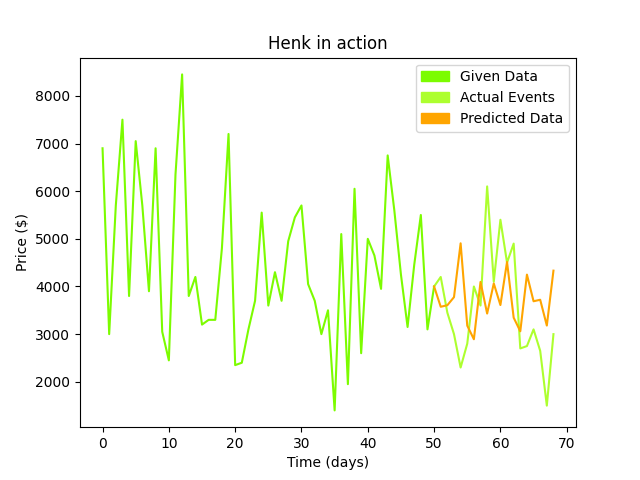 Henk in action
Given Data
Actual Events
Predicted Data
Price ($)
8000
7000
6000
5000
4000
3000
2000
0 10 20 30 40 50 60 70
Time (days)